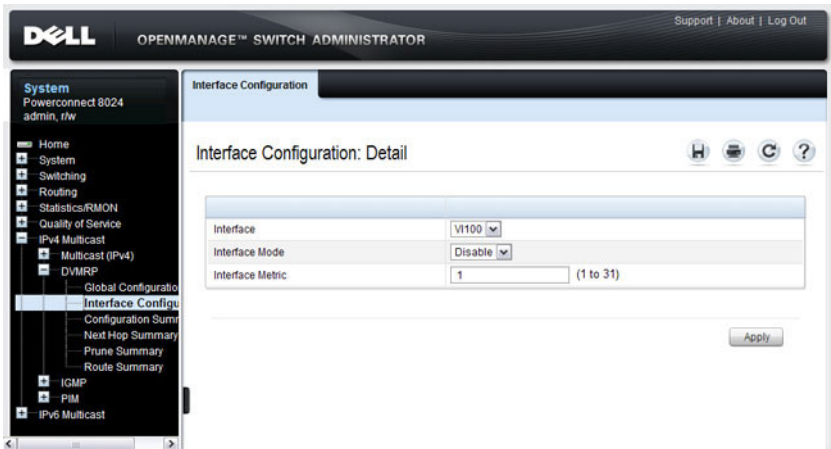 Support | About | Log Out
DELL OPENMANAGE™ SWITCH ADMINISTRATOR
System
Powerconnect 8024
admin, r/w
Home
System
Switching
Routing
Statistics/RMON
Quality of Service
IPv4 Multicast
Multicast (IPv4)
DVMRP
Global Configuratio
Interface Configu
Configuration Summ
Next Hop Summary
Prune Summary
Route Summary
IGMP
PIM
IPv6 Multicast
Interface Configuration
Interface Configuration: Detail
Interface Vl100
Interface Mode Disable
Interface Metric 1 (1 to 31)
Apply